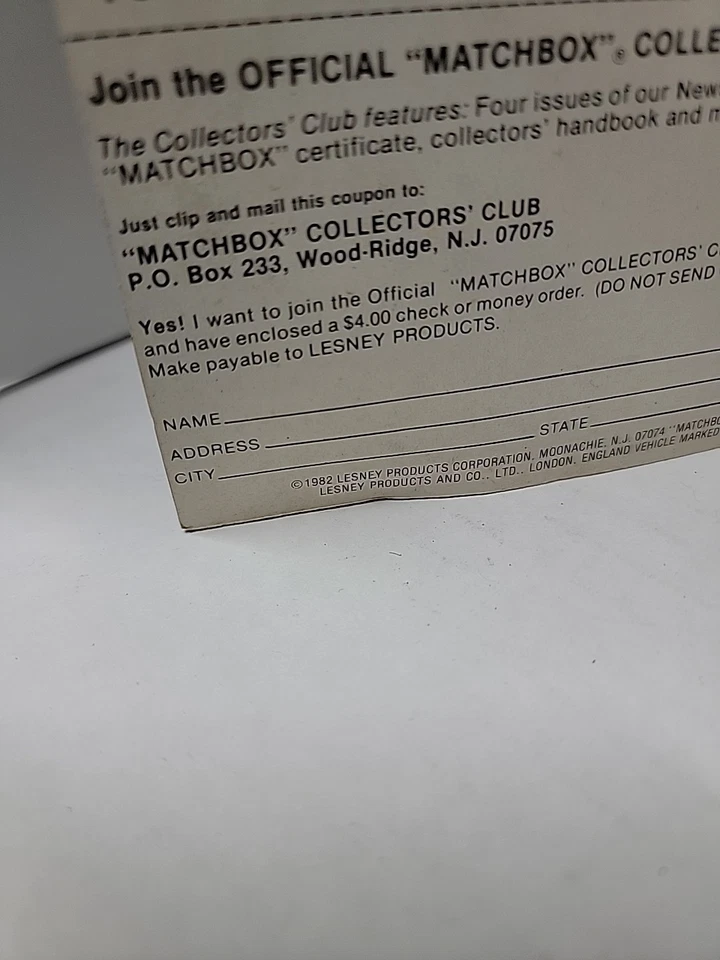 Join the OFFICIAL “MATCHBOX”® COLLE
The Collectors' Club features: Four issues of our New
“MATCHBOX” certificate, collectors' handbook and m
Just clip and mail this coupon to:
“MATCHBOX” COLLECTORS' CLUB
P.O. Box 233, Wood-Ridge, N.J. 07075
Yes! I want to join the Official “MATCHBOX” COLLECTORS' C
and have enclosed a $4.00 check or money order. (DO NOT SEND
Make payable to LESNEY PRODUCTS.
NAME
ADDRESS
CITY STATE
©1982 LESNEY PRODUCTS CORPORATION, MOONACHIE, N.J. 07074 “MATCHBO
LESNEY PRODUCTS AND CO., LTD., LONDON, ENGLAND VEHICLE MARKED